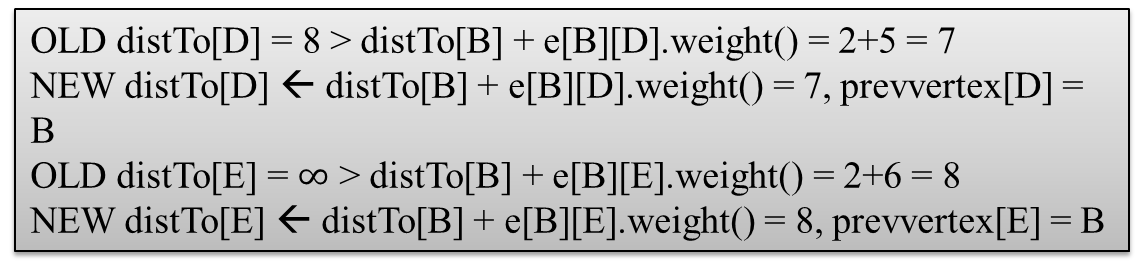 OLD distTo[D] = 8 > distTo[B] + e[B][D].weight() = 2+5 = 7
NEW distTo[D] 🡨 distTo[B] + e[B][D].weight() = 7, prevvertex[D] =
B
OLD distTo[E] = ∞ > distTo[B] + e[B][E].weight() = 2+6 = 8
NEW distTo[E] 🡨 distTo[B] + e[B][E].weight() = 8, prevvertex[E] = B